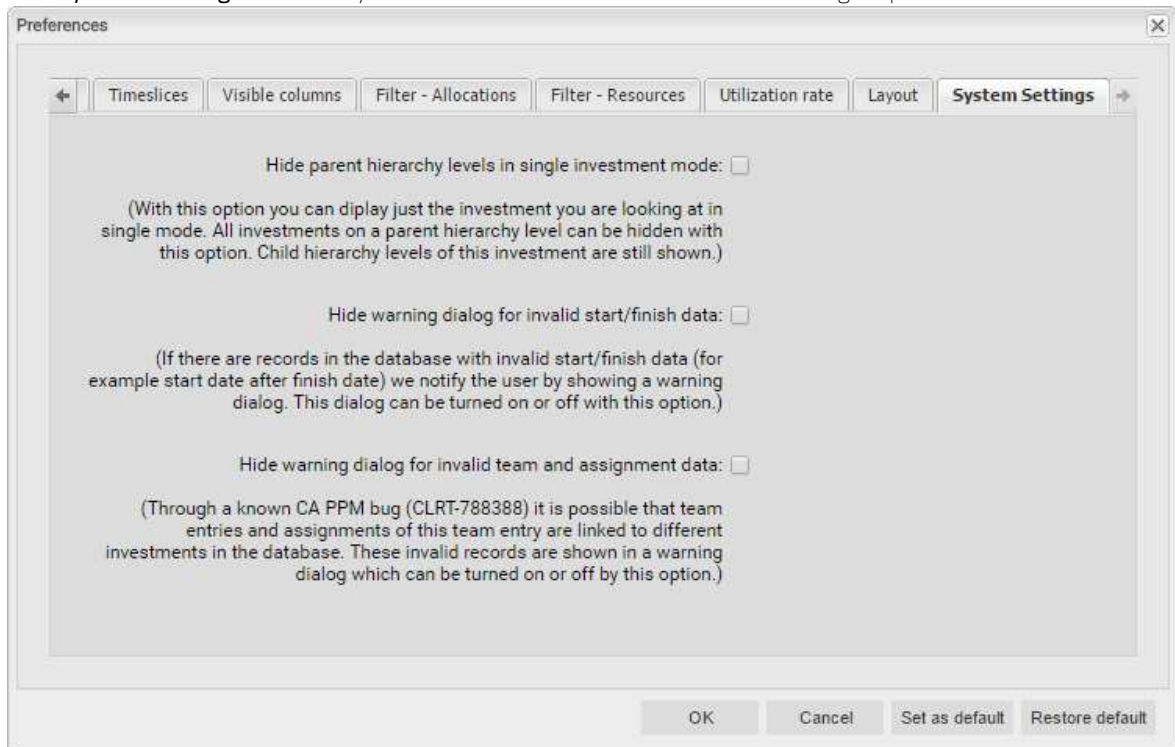 Preferences
Timeslices Visible columns Filter - Allocations Filter - Resources Utilization rate Layout System Settings
Hide parent hierarchy levels in single investment mode:
(With this option you can diplay just the investment you are looking at in
single mode. All investments on a parent hierarchy level can be hidden with
this option. Child hierarchy levels of this investment are still shown.)
Hide warning dialog for invalid start/finish data:
(If there are records in the database with invalid start/finish data (for
example start date after finish date) we notify the user by showing a warning
dialog. This dialog can be turned on or off with this option.)
Hide warning dialog for invalid team and assignment data:
(Through a known CA PPM bug (CLRT-788388) it is possible that team
entries and assignments of this team entry are linked to different
investments in the database. These invalid records are shown in a warning
dialog which can be turned on or off by this option.)
OK Cancel Set as default Restore default